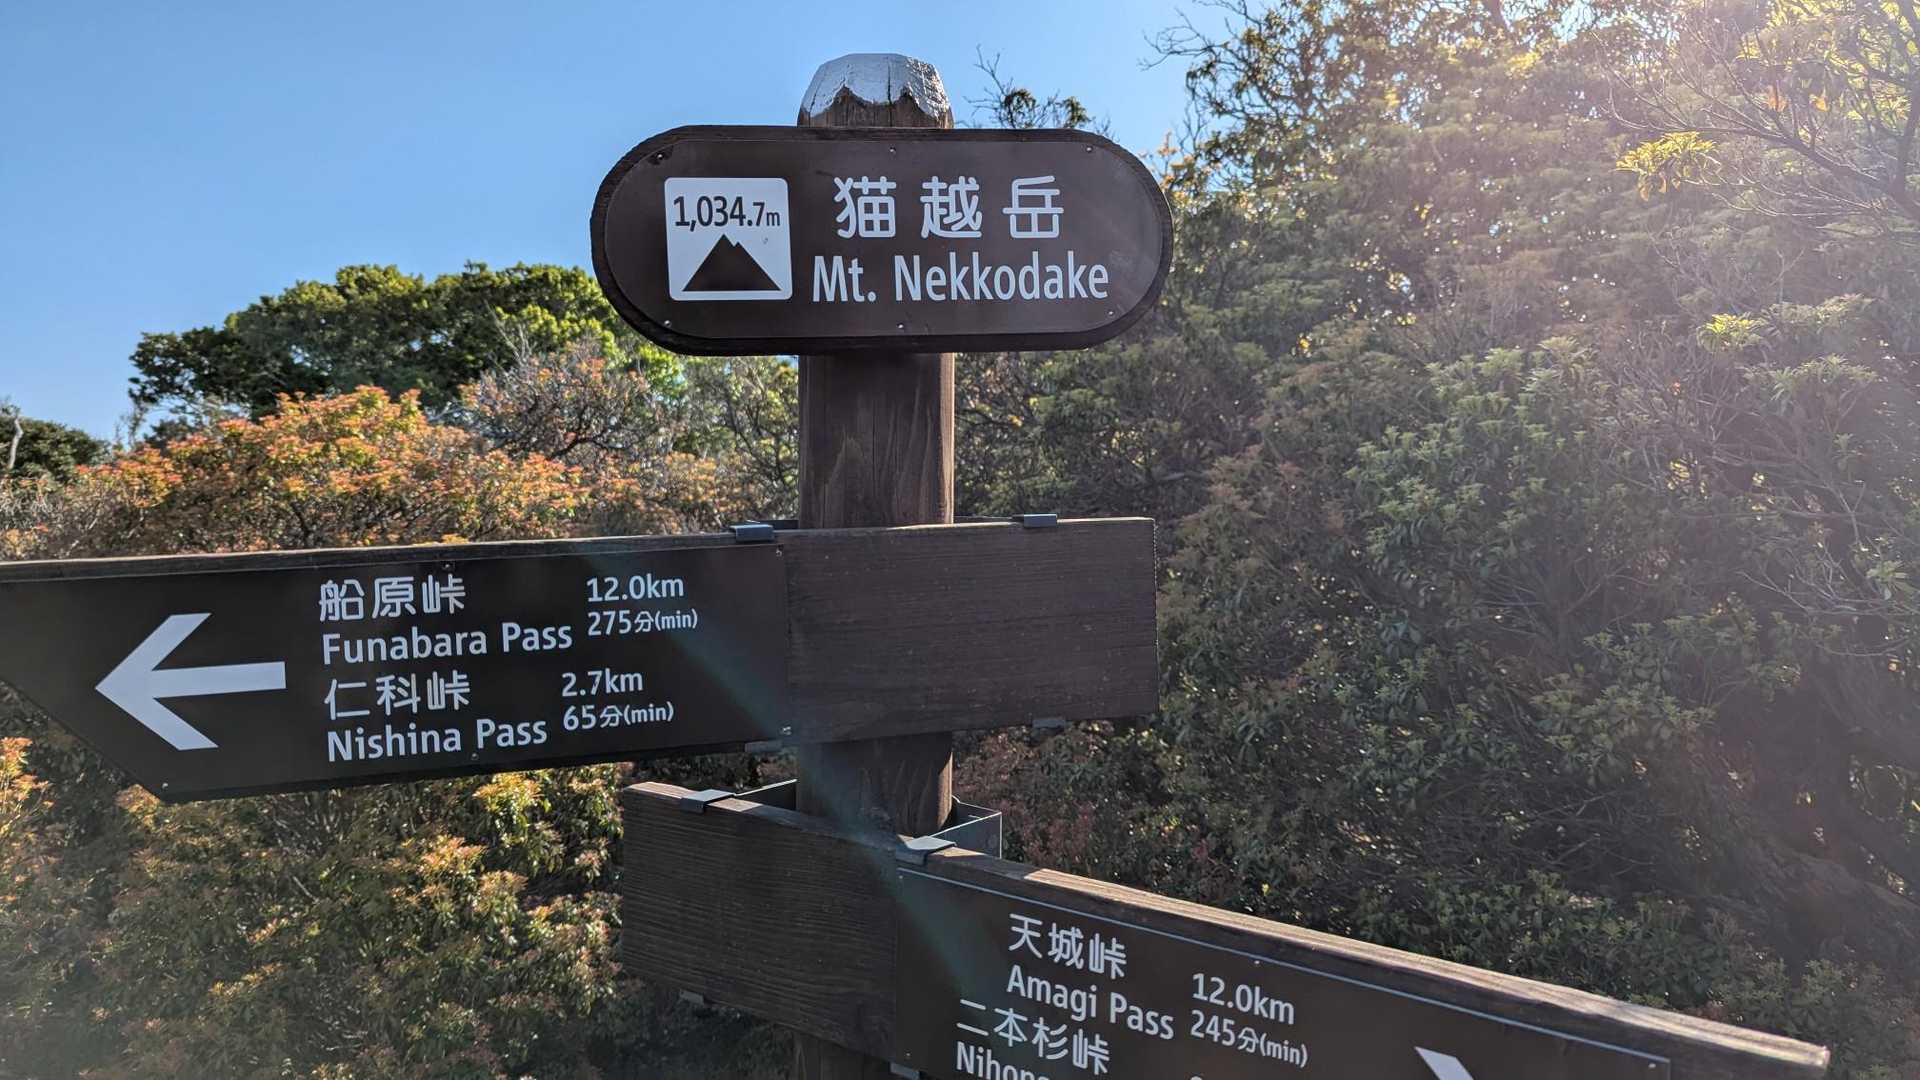 1,034.7m
猫越岳
Mt. Nekkodake
船原峠 12.0km
Funabara Pass 275分(min)
仁科峠 2.7km
Nishina Pass 65分(min)
天城峠 12.0km
Amagi Pass 245分(min)
二本杉峠